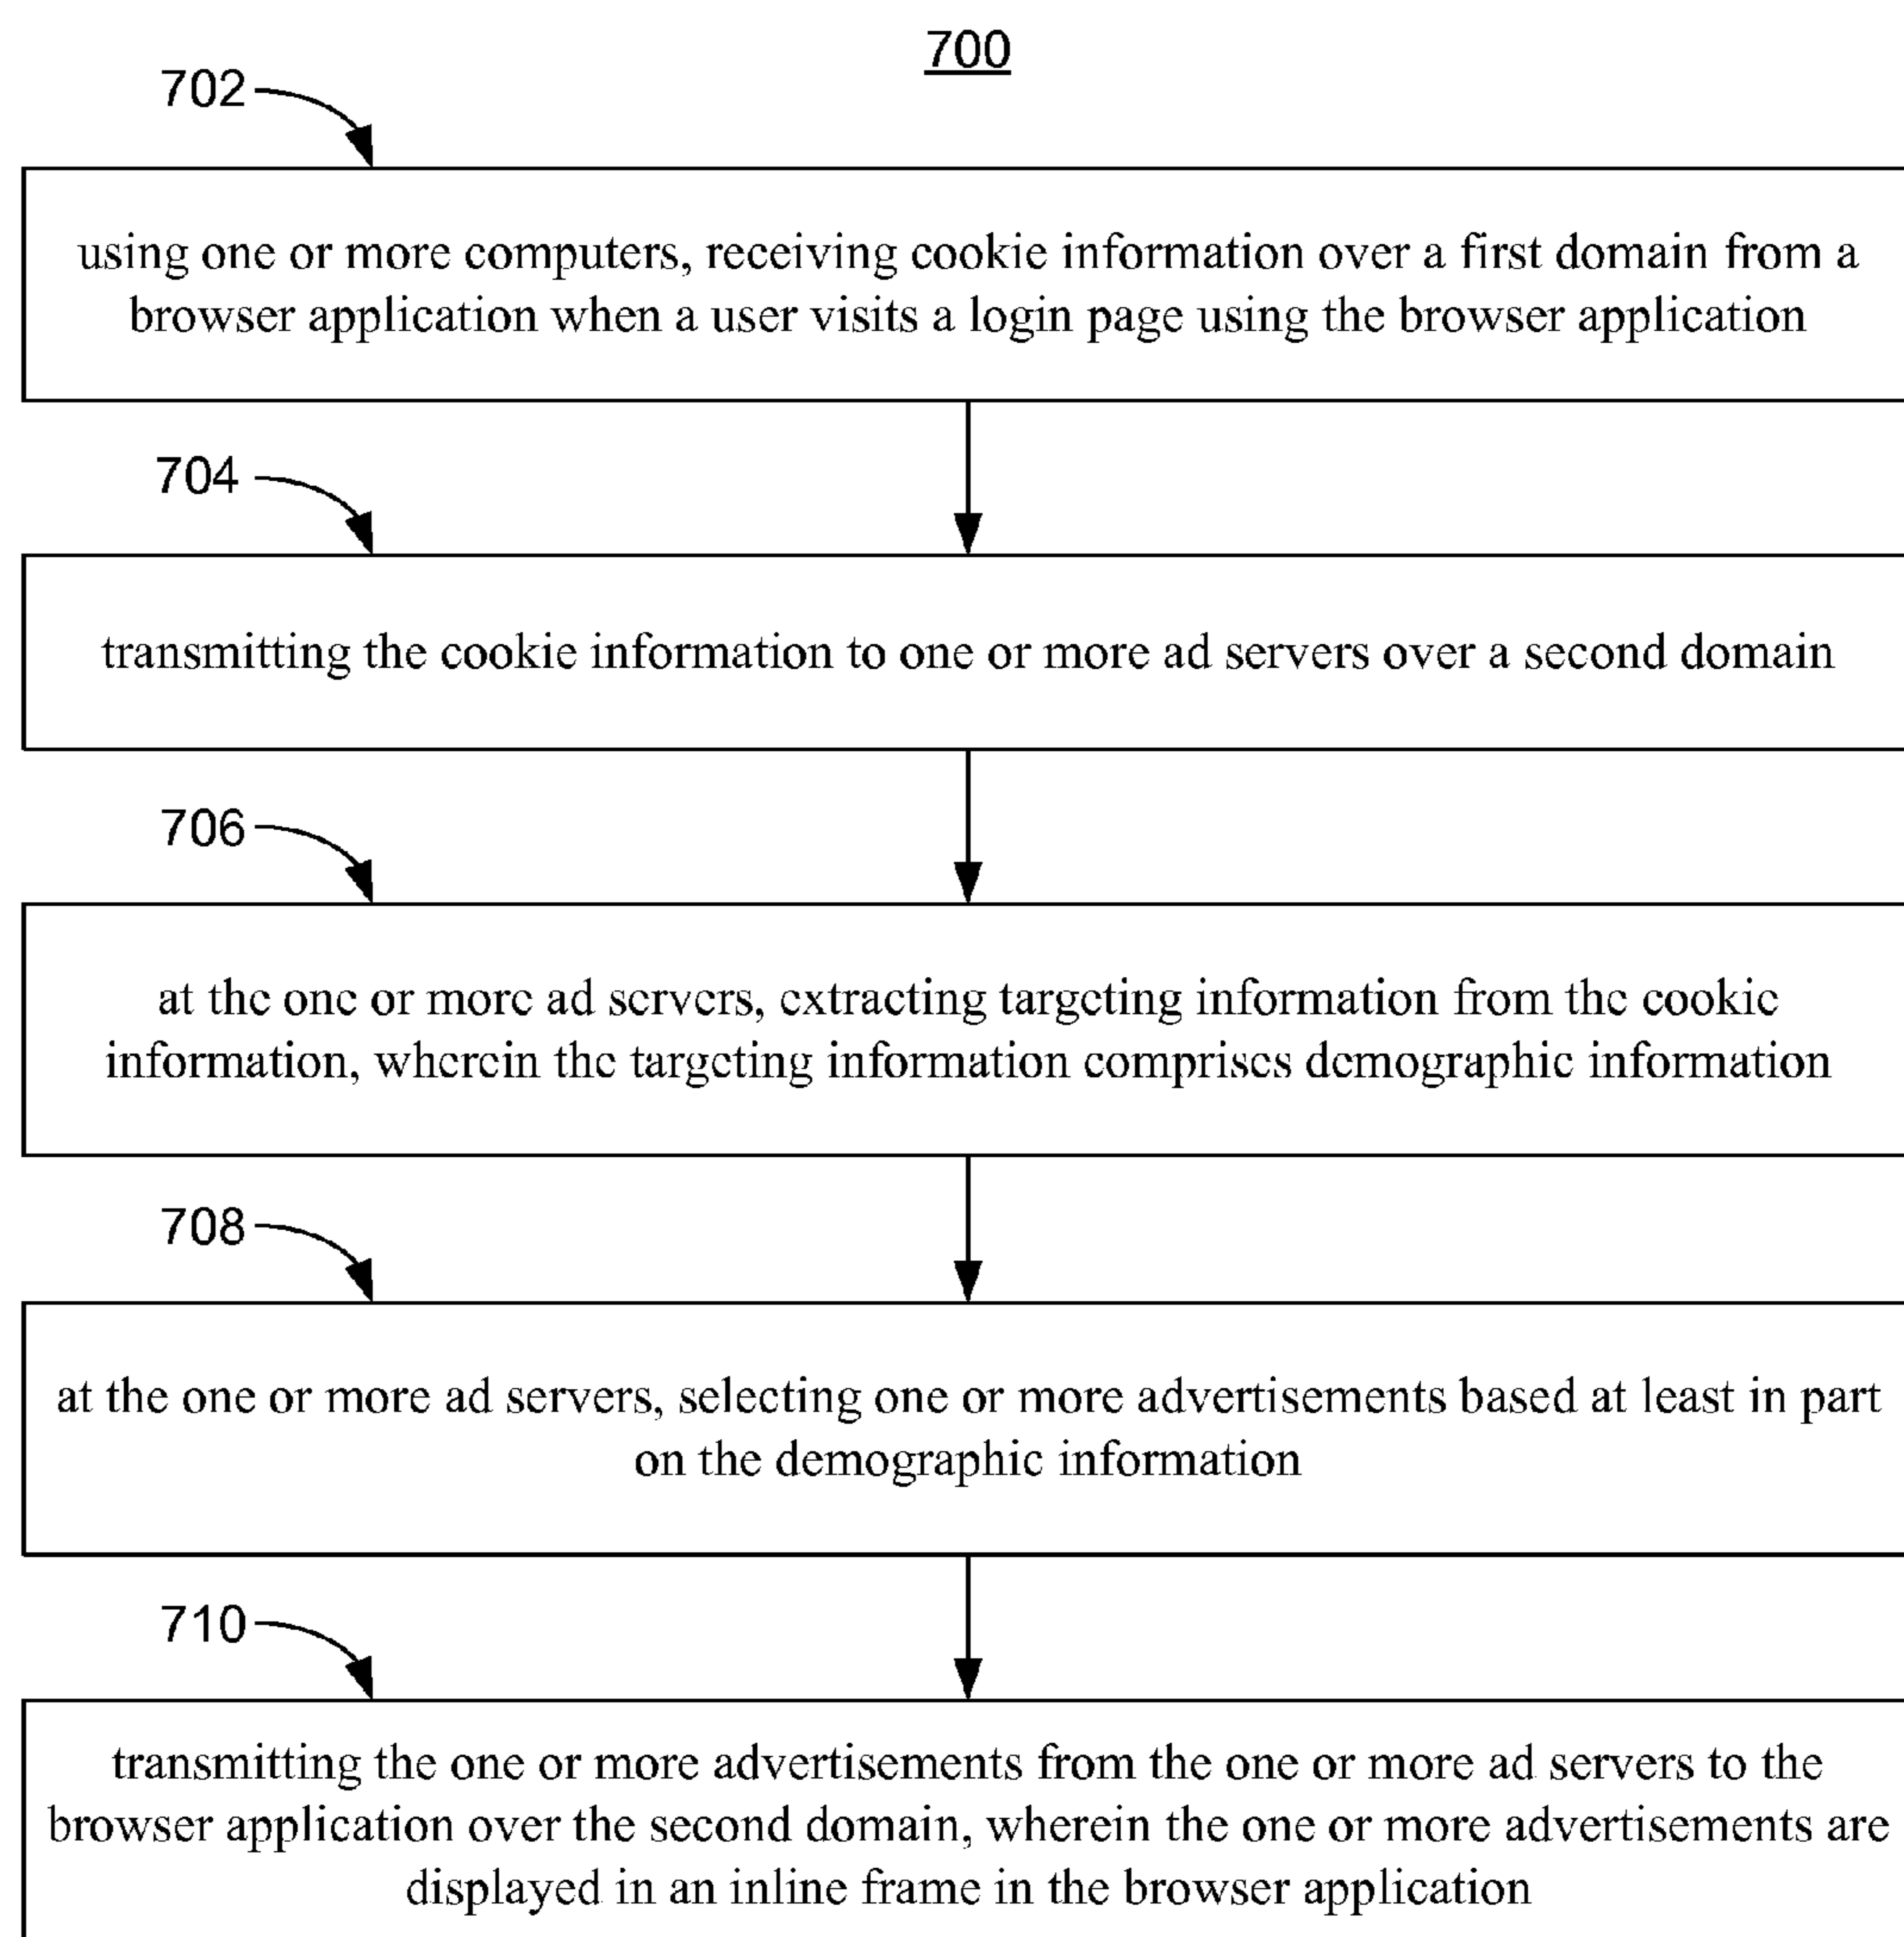 700
702
using one or more computers, receiving cookie information over a first domain from a
browser application when a user visits a login page using the browser application
704
transmitting the cookie information to one or more ad servers over a second domain
706
at the one or more ad servers, extracting targeting information from the cookie
information, wherein the targeting information comprises demographic information
708
at the one or more ad servers, selecting one or more advertisements based at least in part
on the demographic information
710
transmitting the one or more advertisements from the one or more ad servers to the
browser application over the second domain, wherein the one or more advertisements are
displayed in an inline frame in the browser application